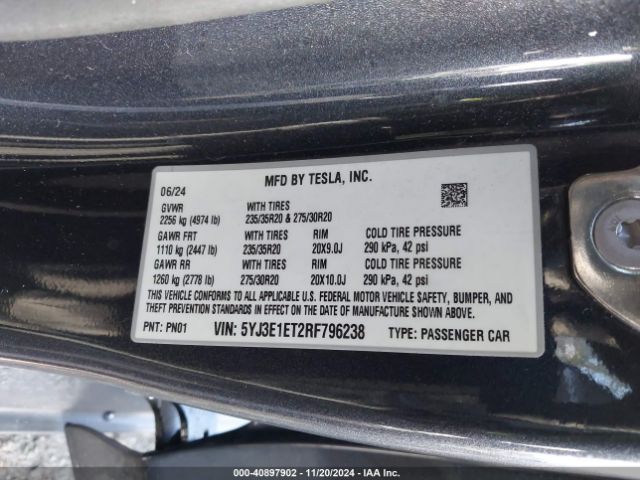 MFD BY TESLA, INC.
06/24
GVWR WITH TIRES
2256 kg (4974 lb) 235/35R20 & 275/30R20
GAWR FRT WITH TIRES RIM COLD TIRE PRESSURE
1110 kg (2447 lb) 235/35R20 20X9.0J 290 kPa, 42 psi
GAWR RR WITH TIRES RIM COLD TIRE PRESSURE
1260 kg (2778 lb) 275/30R20 20X10.0J 290 kPa, 42 psi
THIS VEHICLE CONFORMS TO ALL APPLICABLE U.S. FEDERAL MOTOR VEHICLE SAFETY, BUMPER, AND
THEFT PREVENTION STANDARDS IN EFFECT ON THE DATE OF MANUFACTURE SHOWN ABOVE.
PNT: PN01 VIN: 5YJ3E1ET2RF796238 TYPE: PASSENGER CAR
000-40897902 - 11/20/2024 - IAA Inc.